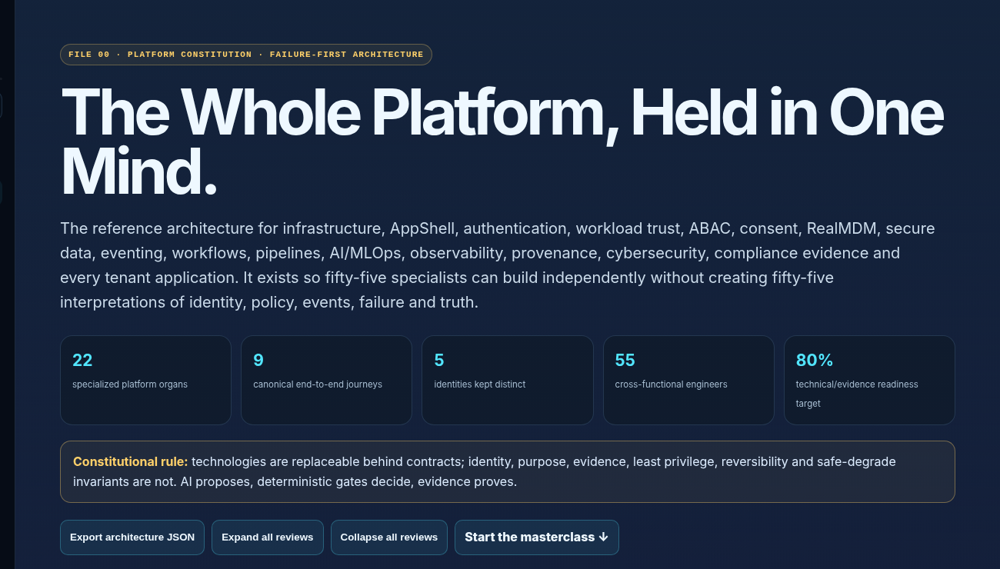 FILE 00 · PLATFORM CONSTITUTION · FAILURE-FIRST ARCHITECTURE
The Whole Platform, Held in One
Mind.
The reference architecture for infrastructure, AppShell, authentication, workload trust, ABAC, consent, RealMDM, secure
data, eventing, workflows, pipelines, AI/MLOps, observability, provenance, cybersecurity, compliance evidence and
every tenant application. It exists so fifty-five specialists can build independently without creating fifty-five
interpretations of identity, policy, events, failure and truth.
22
specialized platform organs
9
canonical end-to-end journeys
5
identities kept distinct
55
cross-functional engineers
80%
technical/evidence readiness
target
Constitutional rule: technologies are replaceable behind contracts; identity, purpose, evidence, least privilege, reversibility and safe-degrade
invariants are not. AI proposes, deterministic gates decide, evidence proves.
Export architecture JSON
Expand all reviews
Collapse all reviews
Start the masterclass ↓